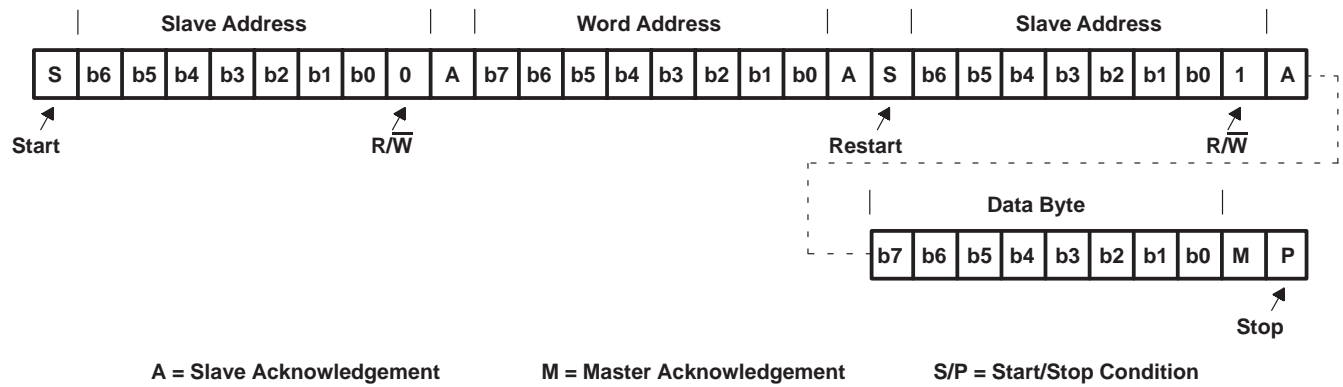 Slave Address Word Address Slave Address
S b6 b5 b4 b3 b2 b1 b0 0 A b7 b6 b5 b4 b3 b2 b1 b0 A S b6 b5 b4 b3 b2 b1 b0 1 A
Start R/W̅ Restart R/W̅
Data Byte
b7 b6 b5 b4 b3 b2 b1 b0 M P
Stop
A = Slave Acknowledgement M = Master Acknowledgement S/P = Start/Stop Condition